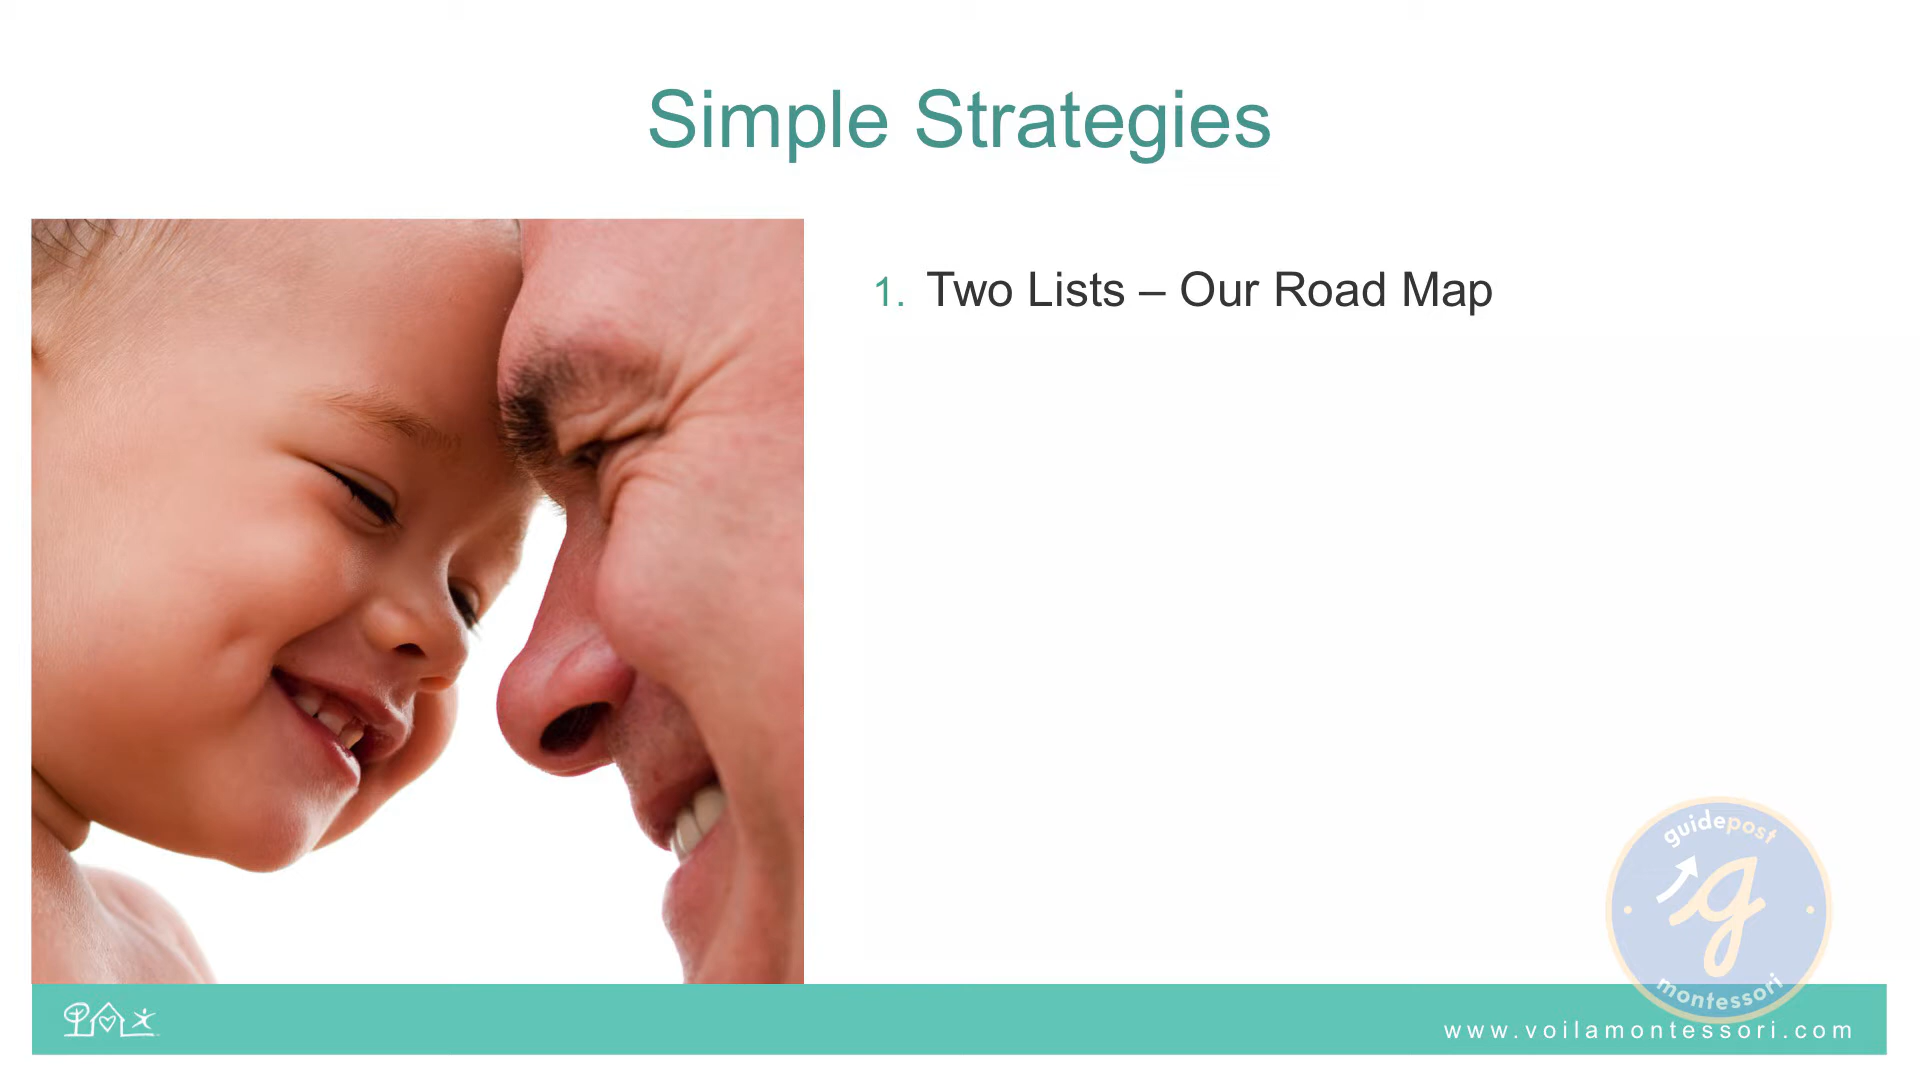 Simple Strategies
1. Two Lists – Our Road Map
guidepost
g
montessori
www.voilamontessori.com